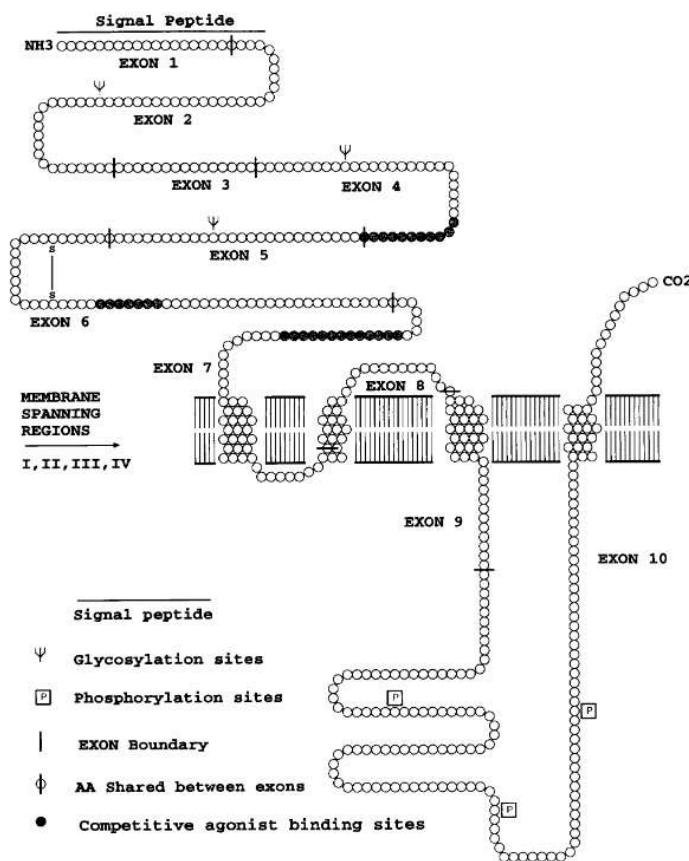 Signal Peptide
NH3
EXON 1
EXON 2
EXON 3
EXON 4
EXON 5
S
S
EXON 6
CO2
EXON 7
EXON 8
MEMBRANE
SPANNING
REGIONS
I,II,III,IV
EXON 9
EXON 10
Signal peptide
Glycosylation sites
P
Phosphorylation sites
P
P
EXON Boundary
AA Shared between exons
P
Competitive agonist binding sites